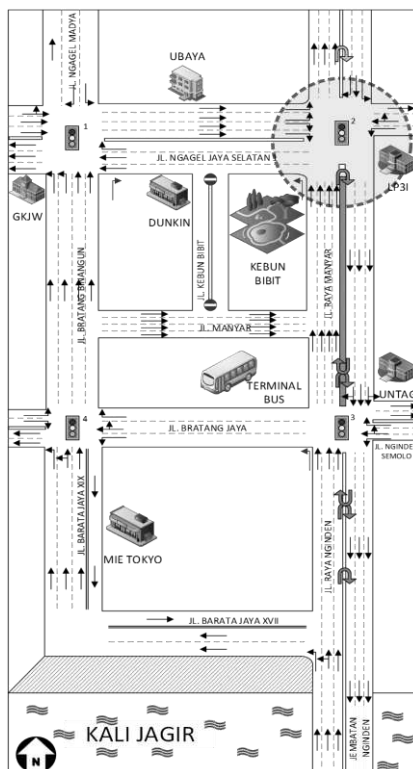 JL. NGAGEL MADYA
UBAYA
1
2
JL. NGAGEL JAYA SELATAN
LP3I
GKJW
DUNKIN
JL. KEBUN BIBIT
KEBUN
BIBIT
JL. RAYA MANYAR
JL. BRATANG BINANGUN
JL. MANYAR
TERMINAL
BUS
UNTAG
4
3
JL. BRATANG JAYA
JL. NGINDEN
SEMOLO
JL. BARATA JAYA XIX
MIE TOKYO
JL. RAYA NGINDEN
JL. BARATA JAYA XVII
KALI JAGIR
JEMBATAN
NGINDEN
N